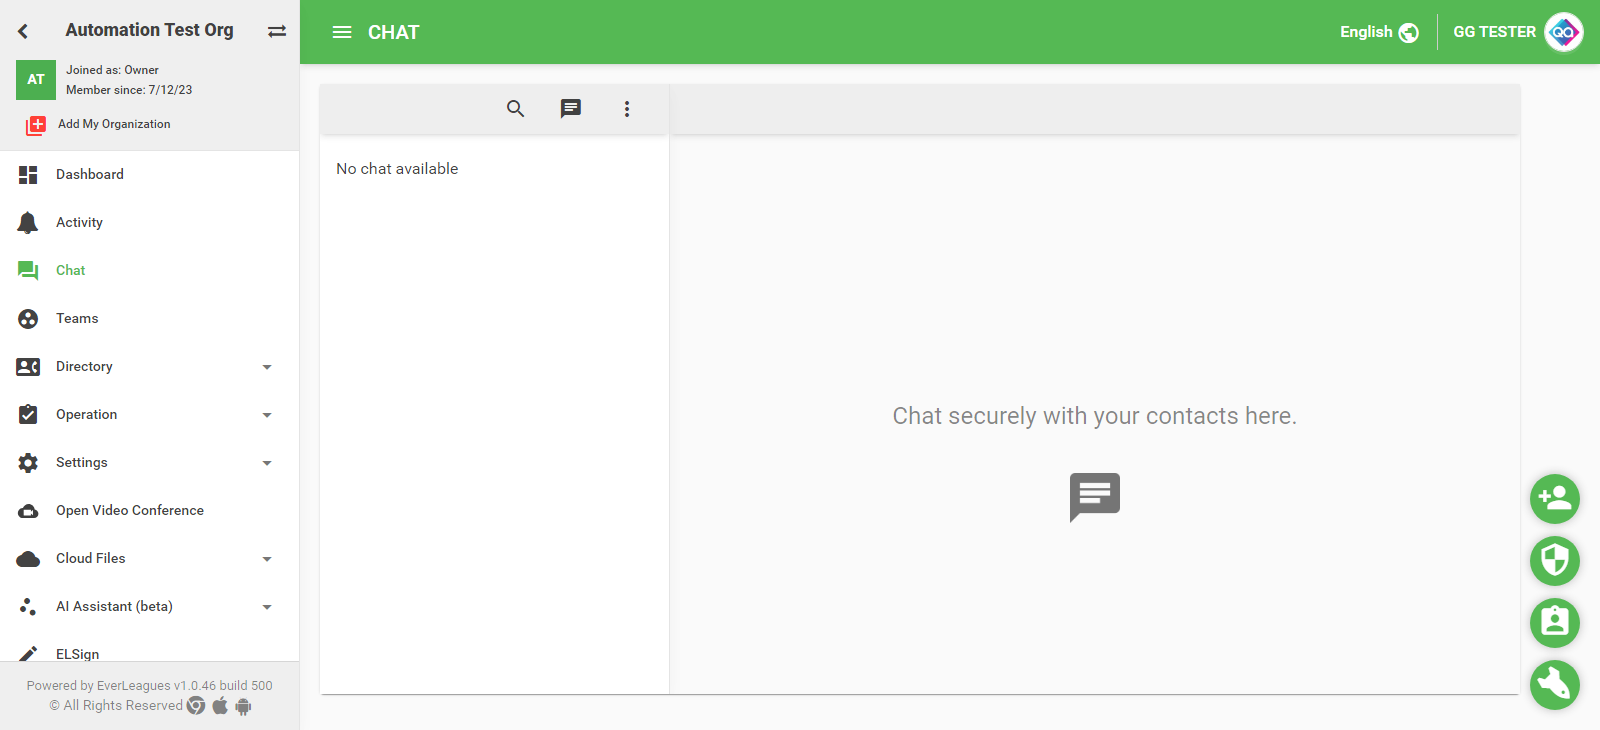 Automation Test Org
AT
Joined as: Owner
Member since: 7/12/23
Add My Organization
Dashboard
Activity
Chat
Teams
Directory
Operation
Settings
Open Video Conference
Cloud Files
AI Assistant (beta)
ELSign
Powered by EverLeagues v1.0.46 build 500
© All Rights Reserved
CHAT
English
GG TESTER
QA
No chat available
Chat securely with your contacts here.